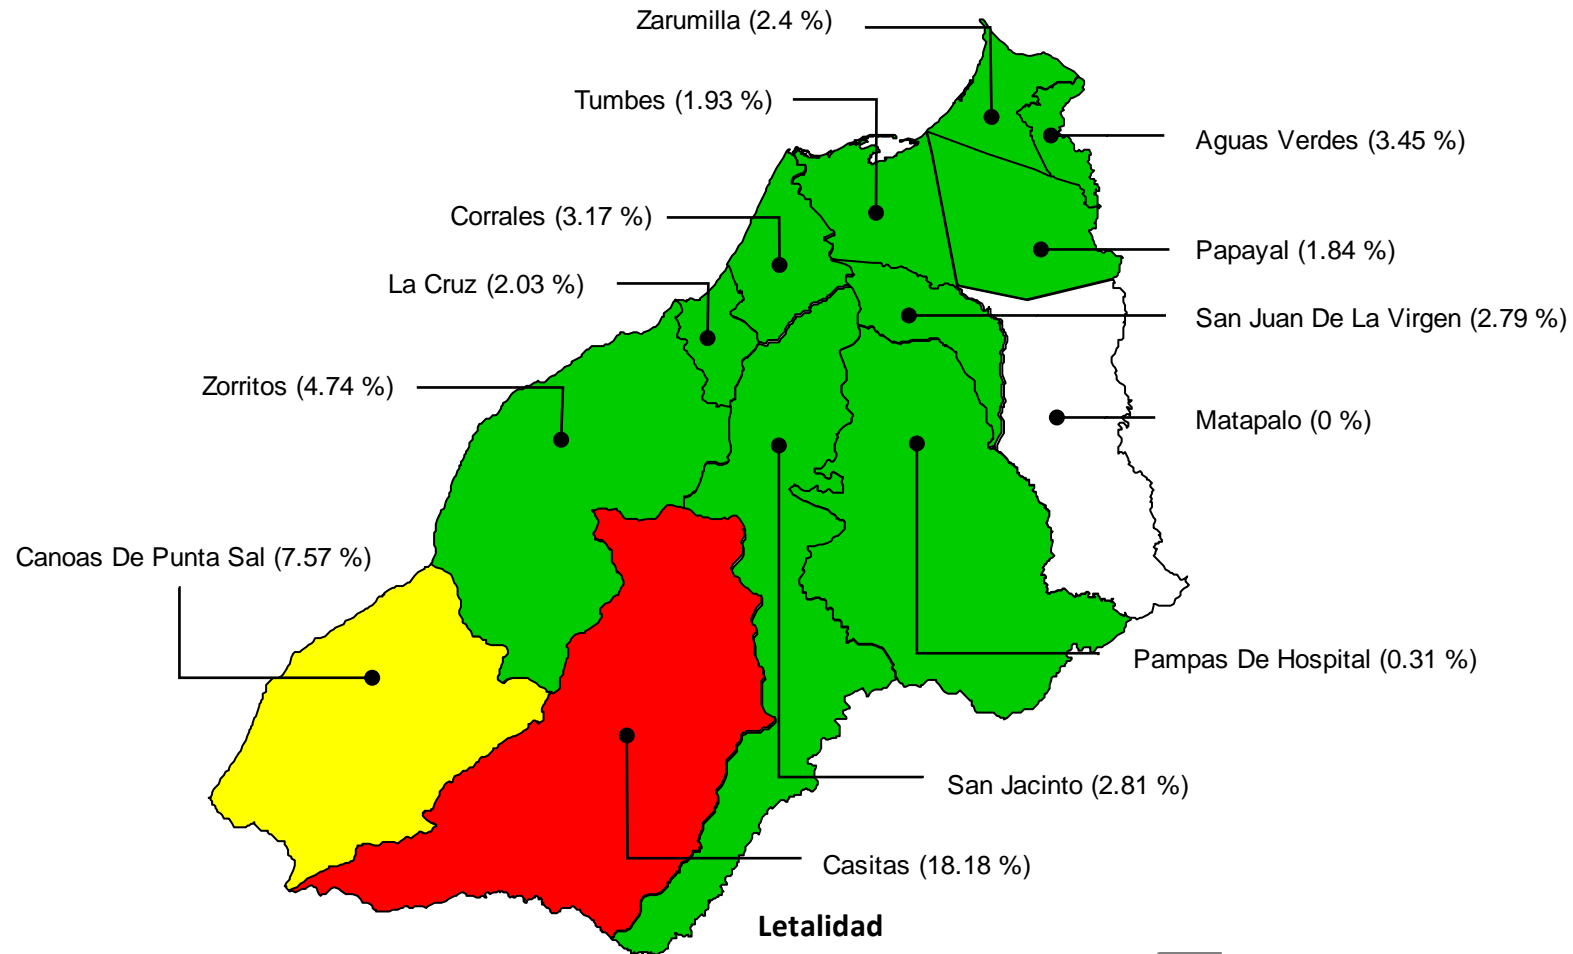 Zarumilla (2.4 %)
Tumbes (1.93 %)
Aguas Verdes (3.45 %)
Corrales (3.17 %)
Papayal (1.84 %)
La Cruz (2.03 %)
San Juan De La Virgen (2.79 %)
Zorritos (4.74 %)
Matapalo (0 %)
Canoas De Punta Sal (7.57 %)
Pampas De Hospital (0.31 %)
San Jacinto (2.81 %)
Casitas (18.18 %)
Letalidad